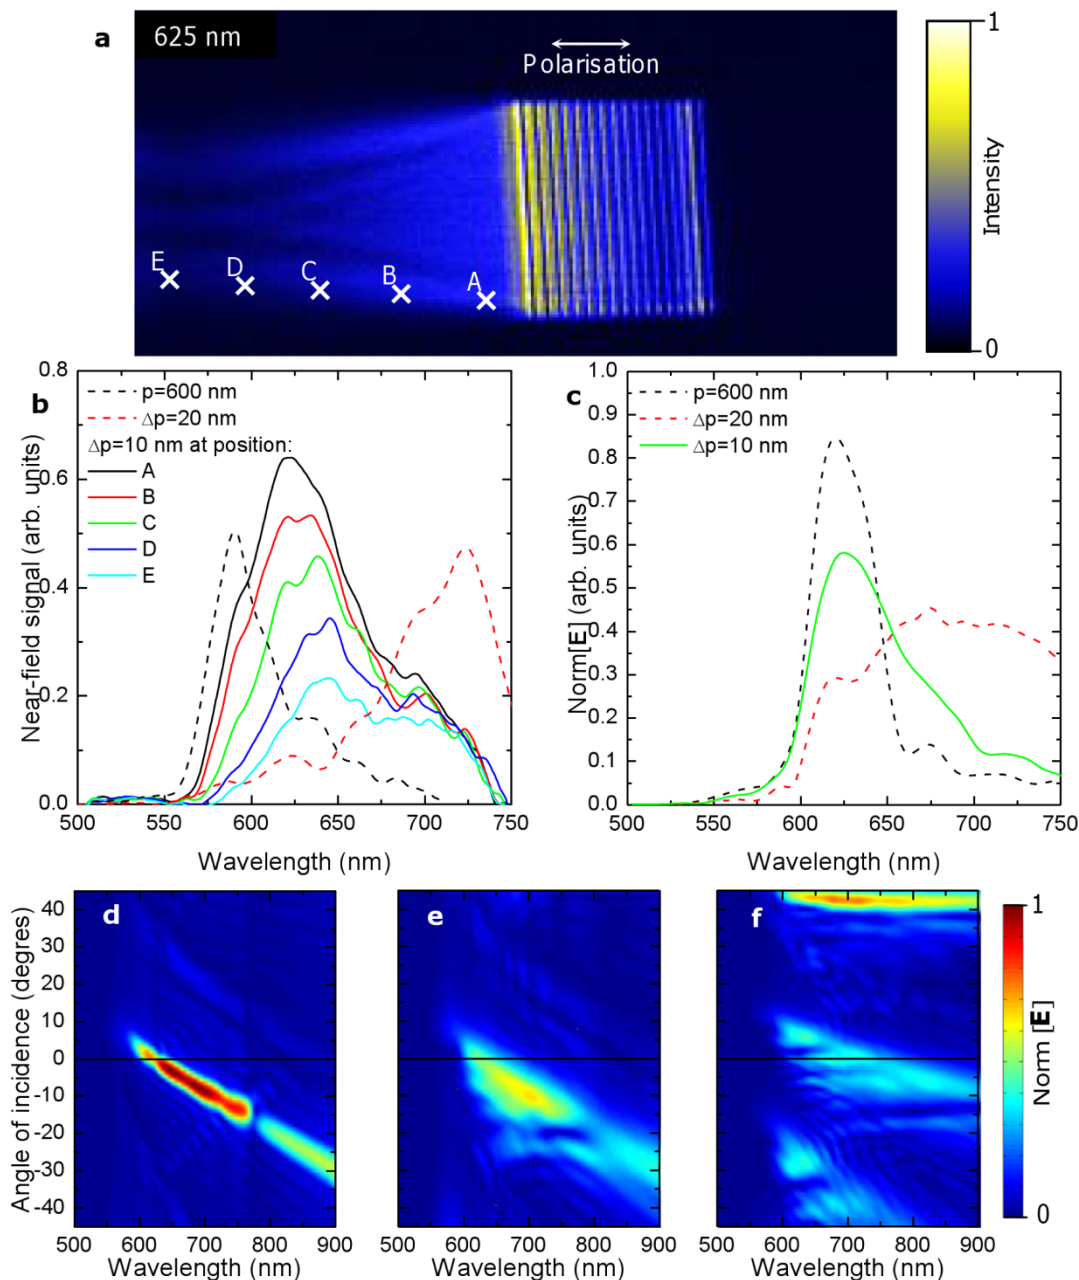 a
625 nm
Polarisation
E
D
C
B
A
1
Intensity
0
0.8
b
p=600 nm
Δp=20 nm
Δp=10 nm at position:
A
B
C
D
E
0.6
0.4
0.2
0.0
Near-field signal (arb. units)
500 550 600 650 700 750
Wavelength (nm)
1.0
c
p=600 nm
Δp=20 nm
Δp=10 nm
0.9
0.8
0.7
0.6
0.5
0.4
0.3
0.2
0.1
0.0
Norm[E] (arb. units)
500 550 600 650 700 750
Wavelength (nm)
d
40
30
20
10
0
-10
-20
-30
-40
Angle of incidence (degres)
500 600 700 800 900
Wavelength (nm)
e
500 600 700 800 900
Wavelength (nm)
f
500 600 700 800 900
Wavelength (nm)
1
Norm [E]
0